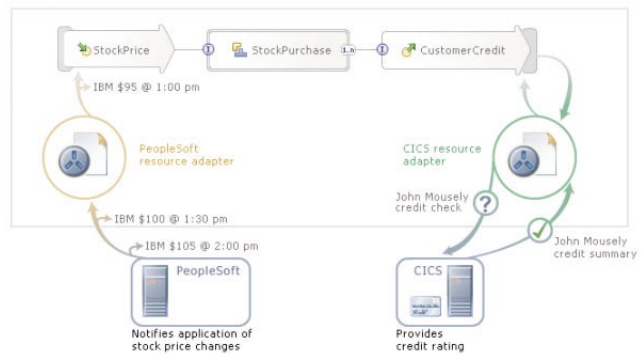 StockPrice
I
StockPurchase
1..n
I
CustomerCredit
IBM $95 @ 1:00 pm
PeopleSoft
resource adapter
CICS resource
adapter
John Mousely
credit check
?
IBM $100 @ 1:30 pm
IBM $105 @ 2:00 pm
John Mousely
credit summary
PeopleSoft
CICS
Notifies application of
stock price changes
Provides
credit rating